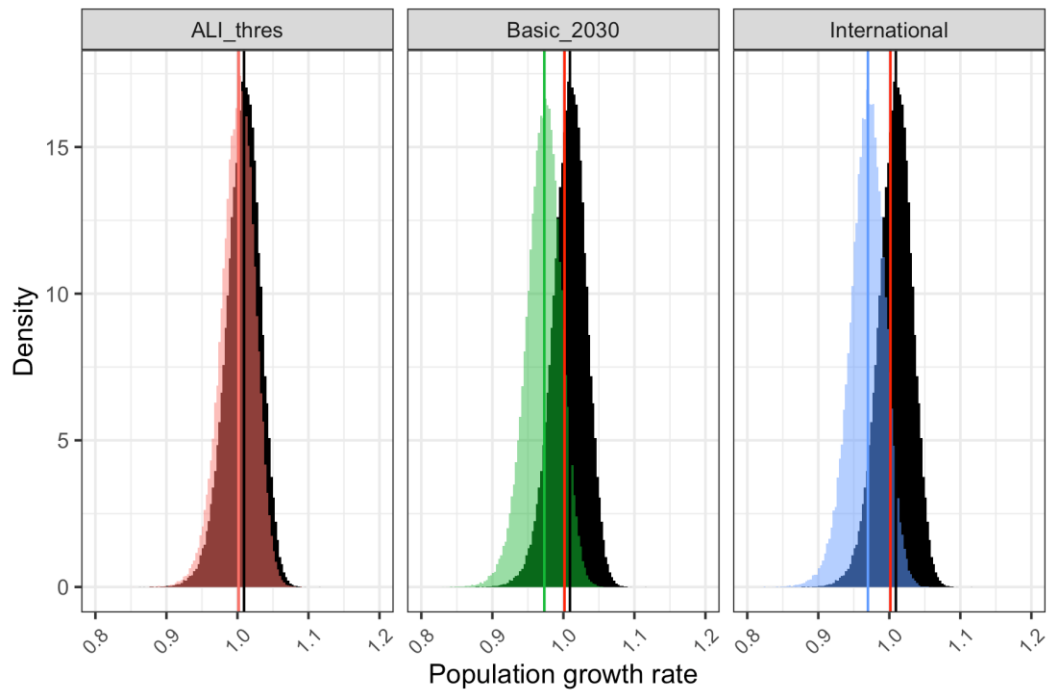 ALI_thres Basic_2030 International
Density
15
10
5
0
0.8 0.9 1.0 1.1 1.2 0.8 0.9 1.0 1.1 1.2 0.8 0.9 1.0 1.1 1.2
Population growth rate